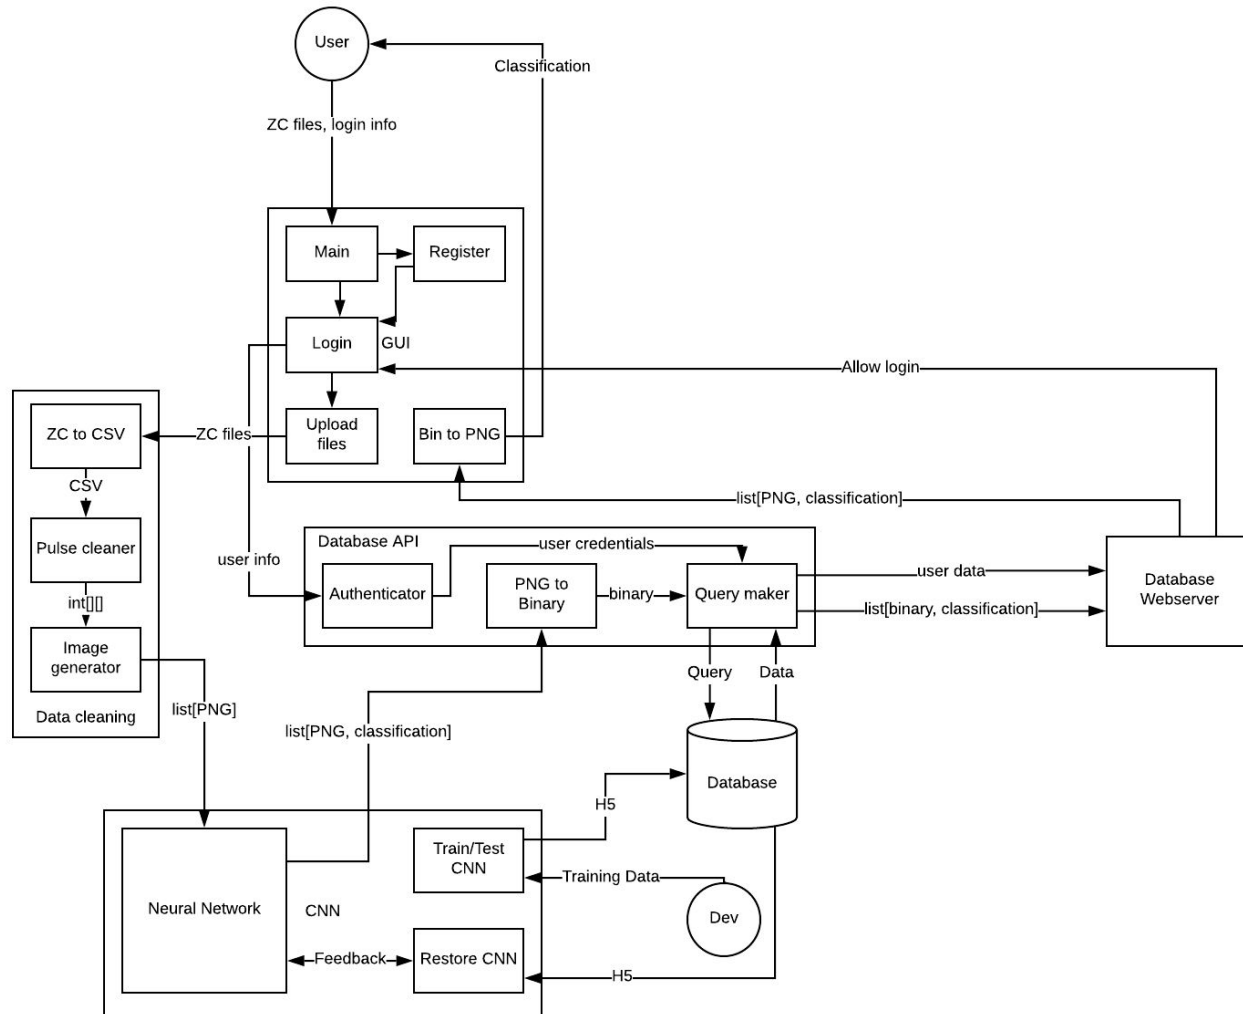 User
Classification
ZC files, login info
Main
Register
Login
GUI
Allow login
Upload
files
Bin to PNG
ZC to CSV
ZC files
CSV
list[PNG, classification]
Pulse cleaner
user info
Database API
user credentials
Authenticator
PNG to
Binary
binary
Query maker
user data
list[binary, classification]
Database
Webserver
int[][]
Image
generator
Data cleaning
list[PNG]
list[PNG, classification]
Query
Data
Database
H5
Train/Test
CNN
Training Data
Neural Network
CNN
Dev
Feedback
Restore CNN
H5